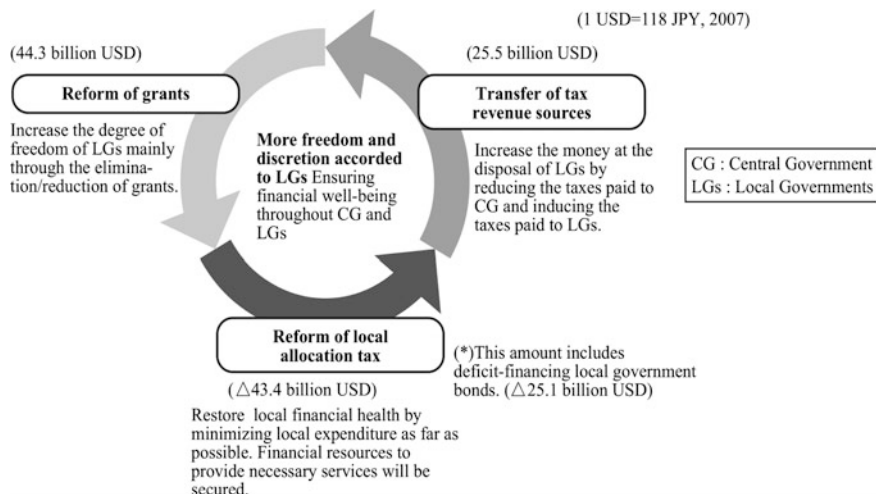 (1 USD=118 JPY, 2007)
(44.3 billion USD)
Reform of grants
Increase the degree of
freedom of LGs mainly
through the elimina-
tion/reduction of grants.
(25.5 billion USD)
Transfer of tax
revenue sources
Increase the money at the
disposal of LGs by
reducing the taxes paid to
CG and inducing the
taxes paid to LGs.
More freedom and
discretion accorded
to LGs Ensuring
financial well-being
throughout CG and
LGs
CG : Central Government
LGs : Local Governments
Reform of local
allocation tax
(△43.4 billion USD)
Restore local financial health by
minimizing local expenditure as far as
possible. Financial resources to
provide necessary services will be
secured.
(*)This amount includes
deficit-financing local government
bonds. (△25.1 billion USD)